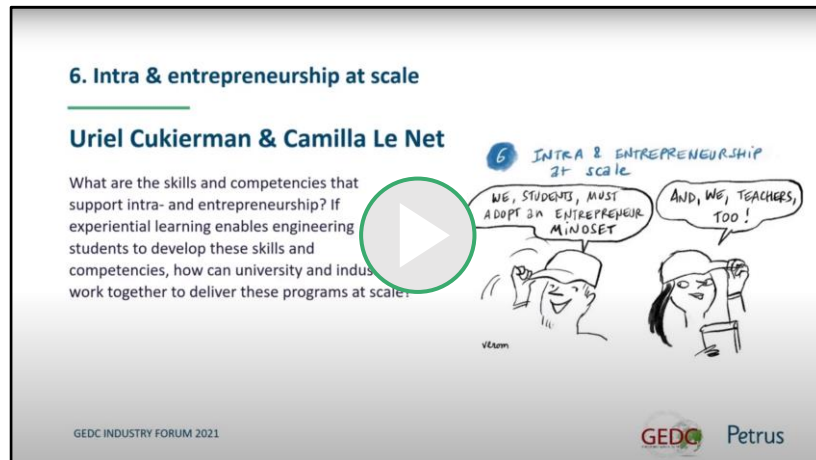 6. Intra & entrepreneurship at scale
Uriel Cukierman & Camilla Le Net
What are the skills and competencies that
support intra- and entrepreneurship? If
experiential learning enables engineering
students to develop these skills and
competencies, how can university and indus
work together to deliver these programs at scale?
6 INTRA & ENTREPRENEURSHIP
at scale
WE, STUDENTS, MUST
ADOPT an ENTREPRENEUR
MINDSET
AND, WE, TEACHERS,
TOO!
verom
GEDC INDUSTRY FORUM 2021
GEDC
Petrus